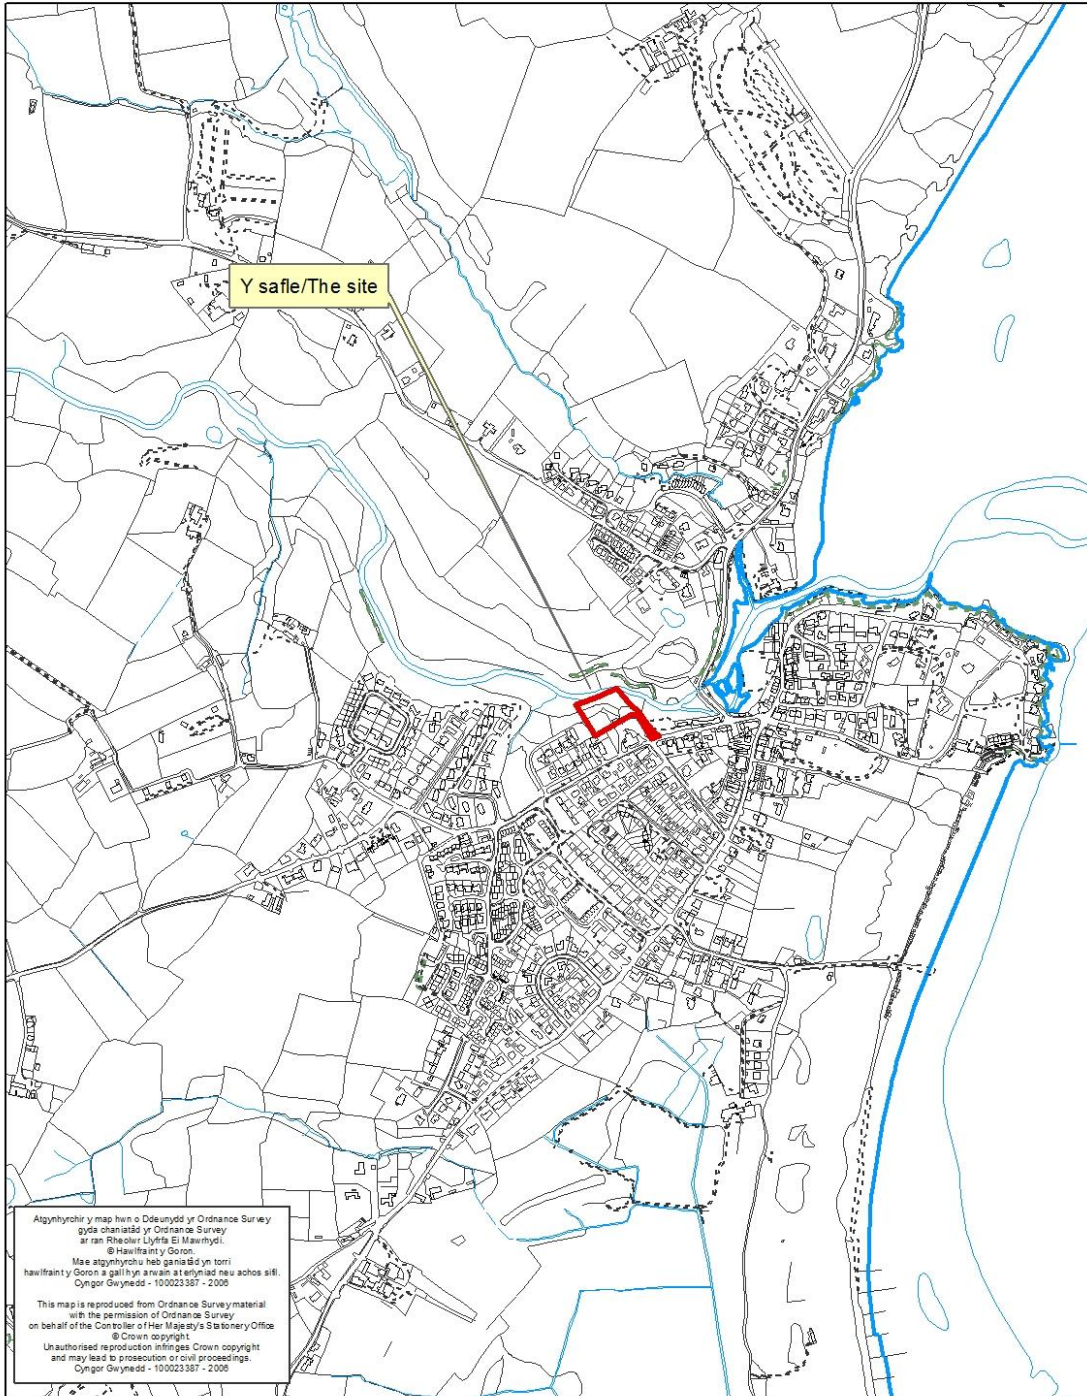 Y safle/The site
Atgynhyrchir y map hwn o Ddeunydd yr Ordnance Survey
gyda chaniatâd yr Ordnance Survey
ar ran Rheolwr Llyfrfa Ei Mawrhydi.
© Hawlfraint y Goron.
Mae atgynhyrchu heb ganiatâd yn torri
hawlfraint y Goron a gall hyn arwain at erlyniad neu achos sifil.
Cyngor Gwynedd - 100023387 - 2006
This map is reproduced from Ordnance Survey material
with the permission of Ordnance Survey
on behalf of the Controller of Her Majesty's Stationery Office
© Crown copyright.
Unauthorised reproduction infringes Crown copyright
and may lead to prosecution or civil proceedings.
Cyngor Gwynedd - 100023387 - 2006